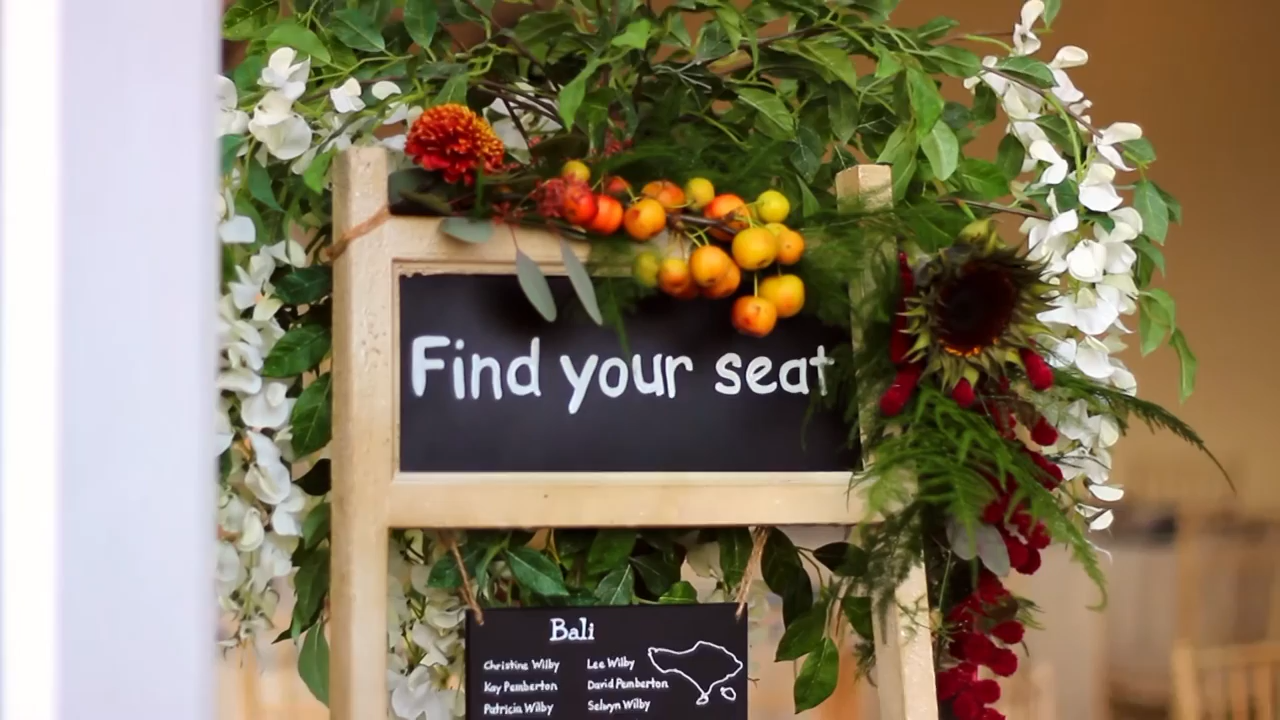 Find your seat
Bali
Christine Wilby Lee Wilby
Kay Pemberton David Pemberton
Patricia Wilby Selwyn Wilby